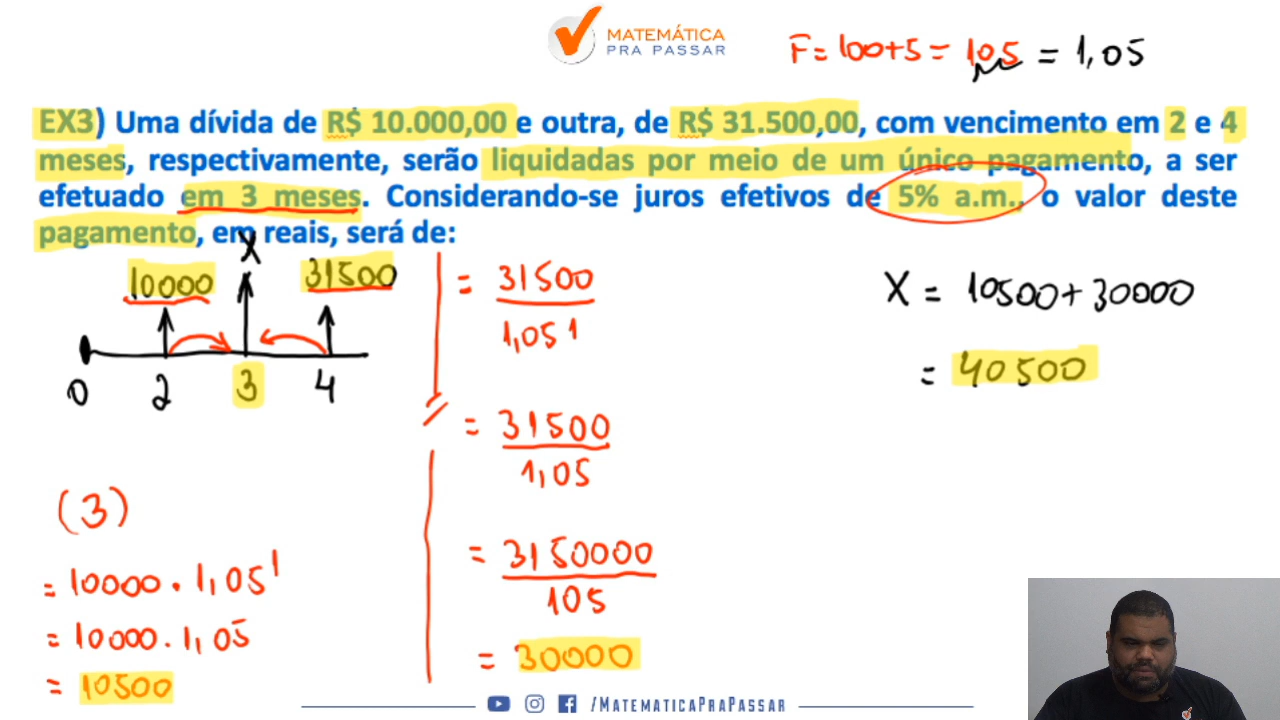 MATEMÁTICA
PRA PASSAR
F = 100+5 = 105 = 1,05
EX3) Uma dívida de R$ 10.000,00 e outra, de R$ 31.500,00, com vencimento em 2 e 4
meses, respectivamente, serão liquidadas por meio de um único pagamento, a ser
efetuado em 3 meses. Considerando-se juros efetivos de 5% a.m., o valor deste
pagamento, em reais, será de:
X
10000
31500
0 2 3 4
(3)
= 10000 . 1,05¹
= 10000 . 1,05
= 10500
= 31500
1,05¹
= 31500
1,05
= 3150000
105
= 30000
X = 10500 + 30000
= 40500
/MatematicaPraPassar